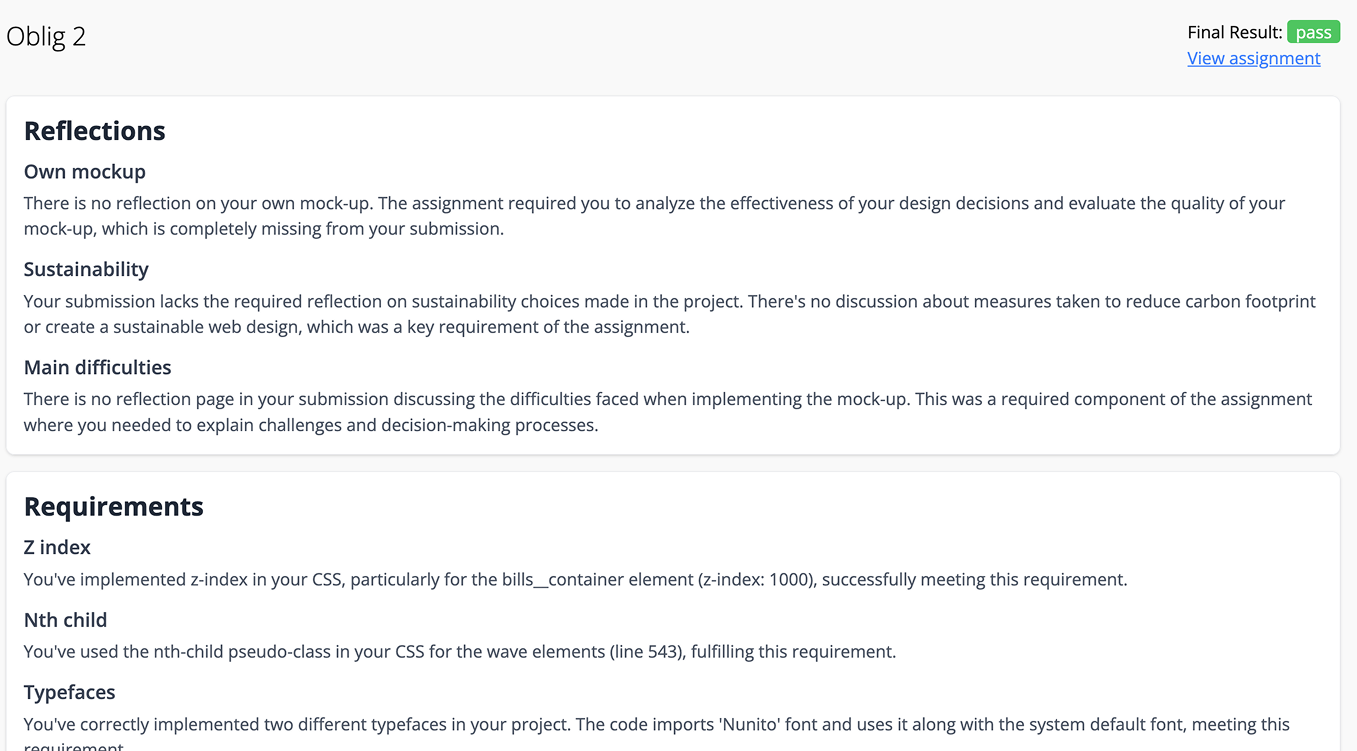 Oblig 2
Final Result: pass
View assignment
Reflections
Own mockup
There is no reflection on your own mock-up. The assignment required you to analyze the effectiveness of your design decisions and evaluate the quality of your
mock-up, which is completely missing from your submission.
Sustainability
Your submission lacks the required reflection on sustainability choices made in the project. There's no discussion about measures taken to reduce carbon footprint
or create a sustainable web design, which was a key requirement of the assignment.
Main difficulties
There is no reflection page in your submission discussing the difficulties faced when implementing the mock-up. This was a required component of the assignment
where you needed to explain challenges and decision-making processes.
Requirements
Z index
You've implemented z-index in your CSS, particularly for the bills__container element (z-index: 1000), successfully meeting this requirement.
Nth child
You've used the nth-child pseudo-class in your CSS for the wave elements (line 543), fulfilling this requirement.
Typefaces
You've correctly implemented two different typefaces in your project. The code imports 'Nunito' font and uses it along with the system default font, meeting this
requirement